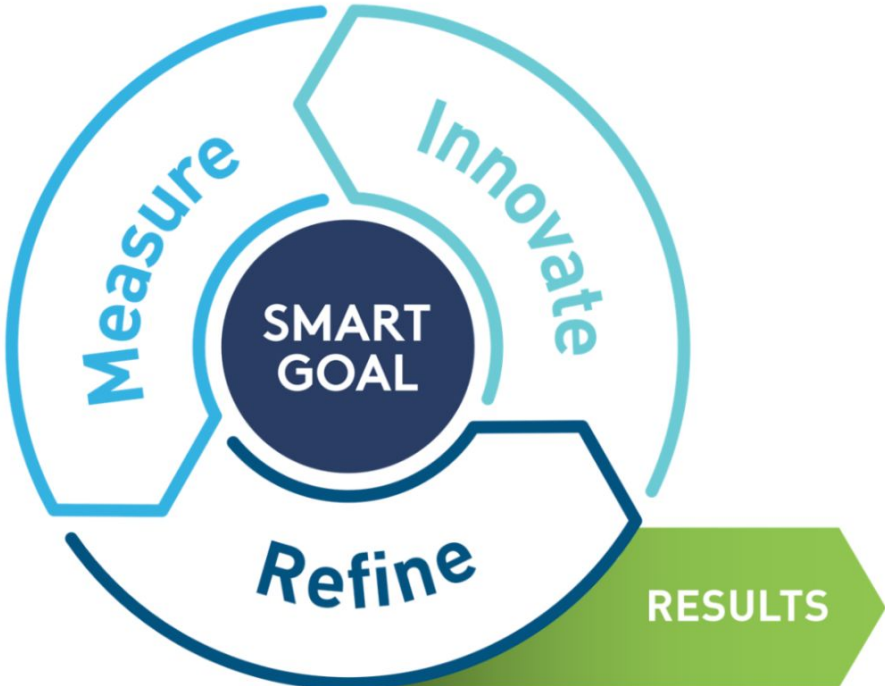 Measure
Innovate
SMART
GOAL
Refine
RESULTS